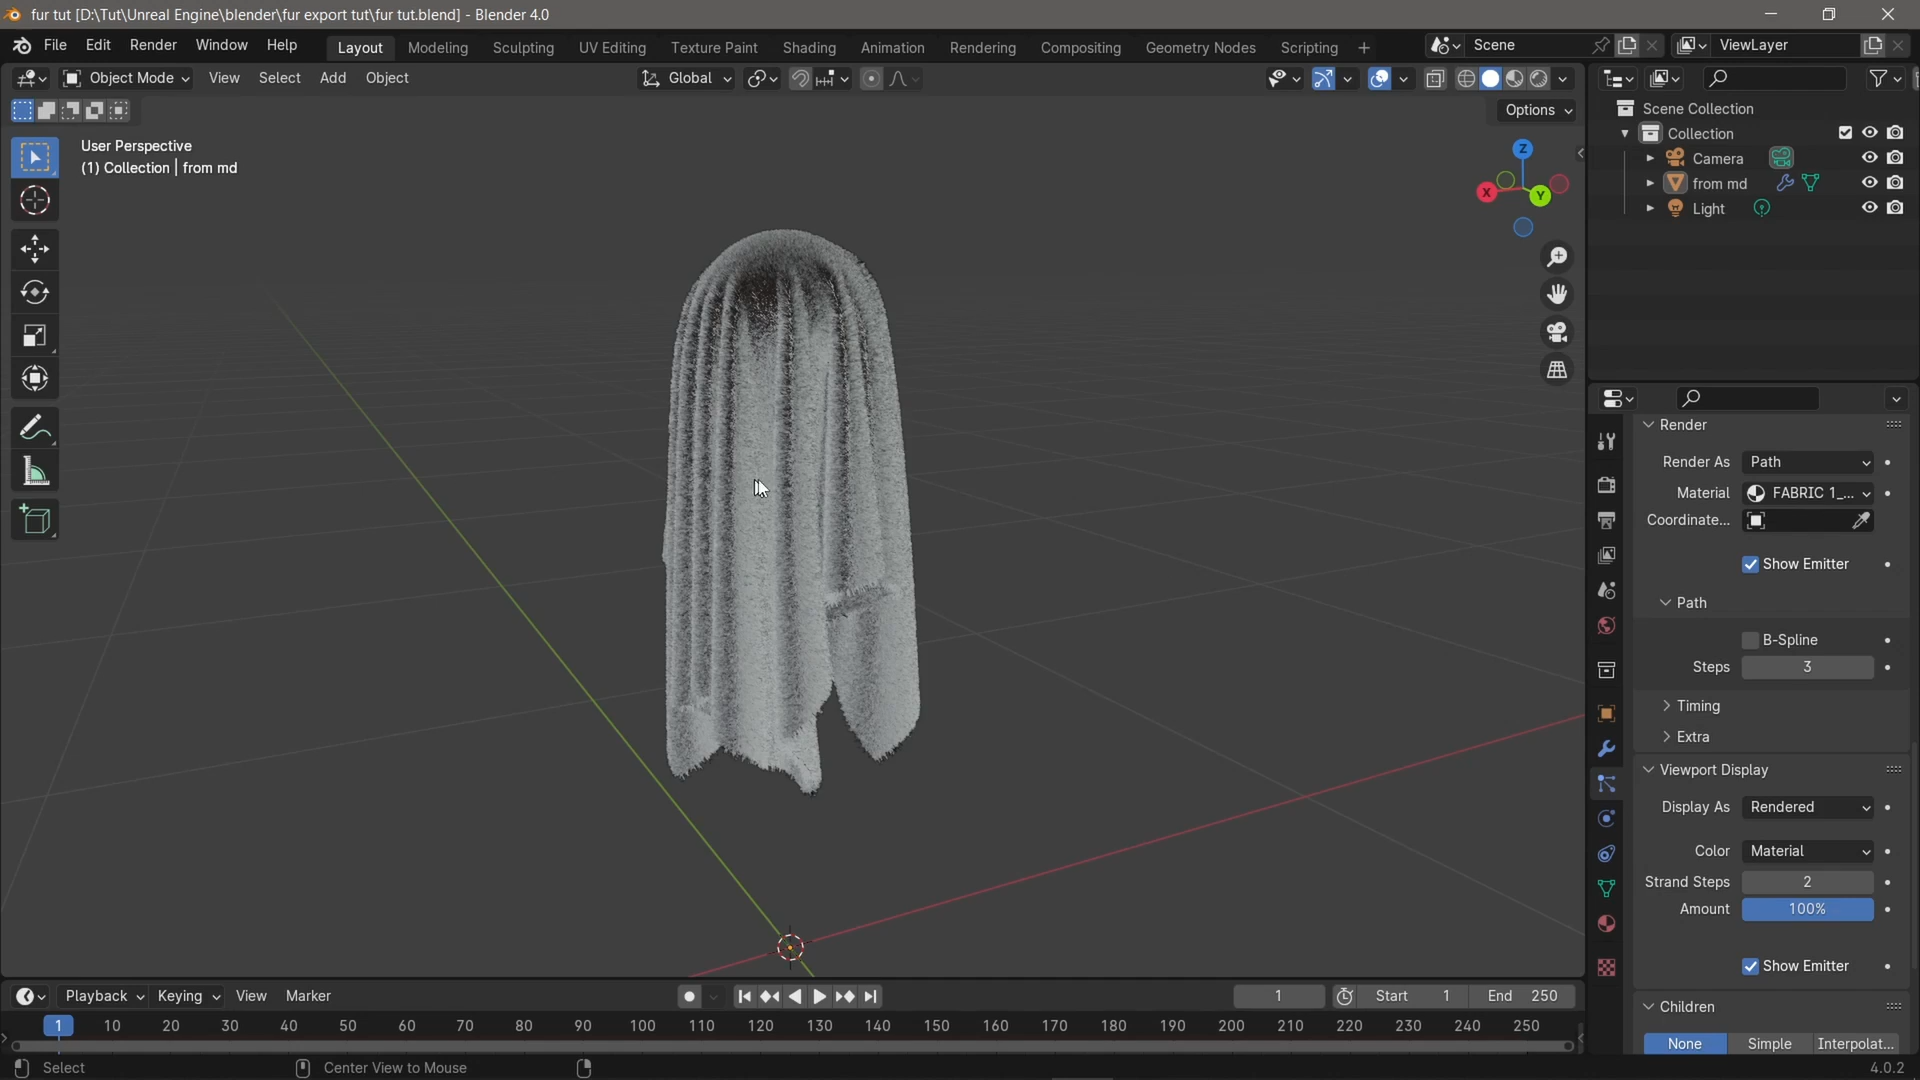 fur tut [D:\Tut\Unreal Engine\blender\fur export tut\fur tut.blend] - Blender 4.0
File Edit Render Window Help Layout Modeling Sculpting UV Editing Texture Paint Shading Animation Rendering Compositing Geometry Nodes Scripting + Scene ViewLayer
Object Mode View Select Add Object Global
Options
User Perspective
(1) Collection | from md
Z
X
Y
Scene Collection
Collection
Camera
from md
Light
Render
Render As Path
Material FABRIC 1_...
Coordinate...
Show Emitter
Path
B-Spline
Steps 3
Timing
Extra
Viewport Display
Display As Rendered
Color Material
Strand Steps 2
Amount 100%
Show Emitter
Children
None Simple Interpolat...
Playback Keying View Marker 1 Start 1 End 250
1 10 20 30 40 50 60 70 80 90 100 110 120 130 140 150 160 170 180 190 200 210 220 230 240 250
Select Center View to Mouse 4.0.2